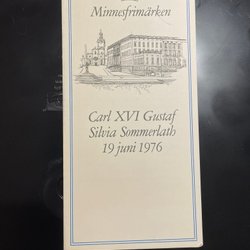 Minnesfrimärken
Carl XVI Gustaf
Silvia Sommerlath
19 juni 1976